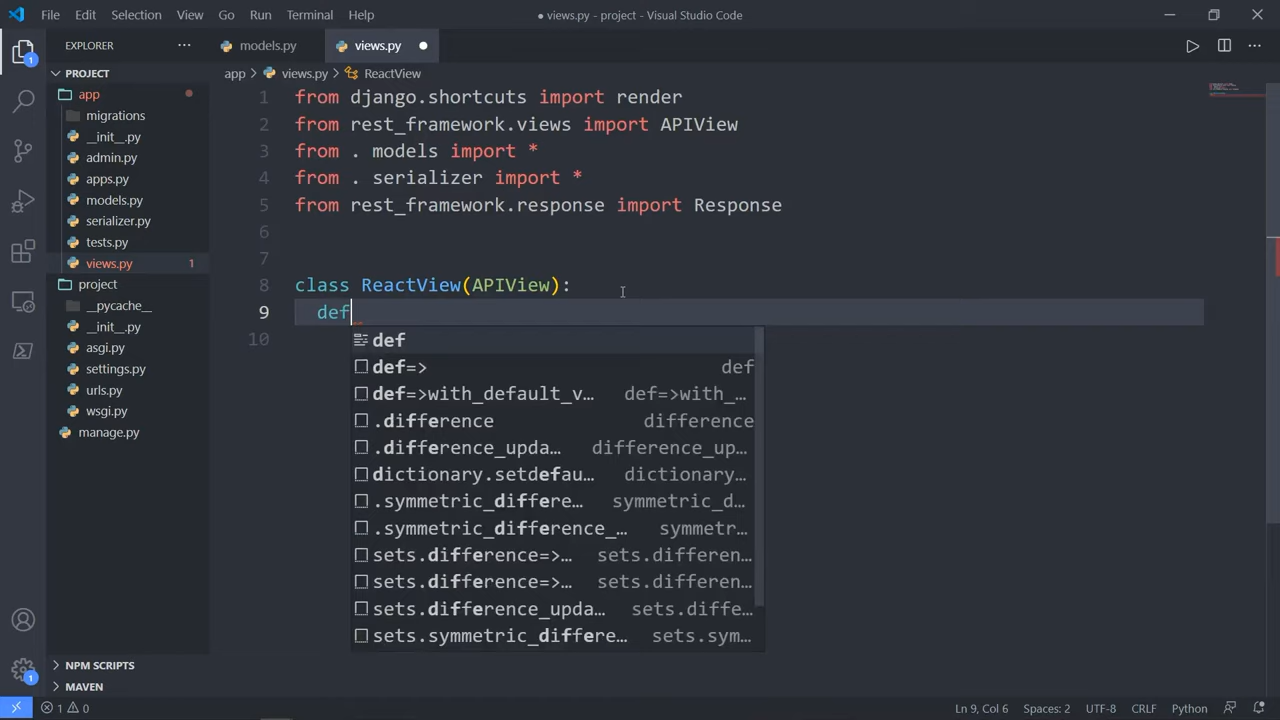 File Edit Selection View Go Run Terminal Help ● views.py - project - Visual Studio Code
EXPLORER ··· models.py views.py ●
PROJECT
app > views.py > ReactView
app
migrations
__init__.py
admin.py
apps.py
models.py
serializer.py
tests.py
views.py 1
project
__pycache__
__init__.py
asgi.py
settings.py
urls.py
wsgi.py
manage.py
NPM SCRIPTS
MAVEN
1 from django.shortcuts import render
2 from rest_framework.views import APIView
3 from . models import *
4 from . serializer import *
5 from rest_framework.response import Response
6
7
8 class ReactView(APIView):
9 def
10
def
def=> def
def=>with_default_v… def=>with_…
.difference difference
.difference_upda… difference_up…
dictionary.setdefau… dictionary…
.symmetric_differe… symmetric_d…
.symmetric_difference_… symmetr…
sets.difference=>… sets.differen…
sets.difference=>… sets.differen…
sets.difference_upda… sets.diffe…
sets.symmetric_differe… sets.sym…
1
1
1 0 Ln 9, Col 6 Spaces: 2 UTF-8 CRLF Python